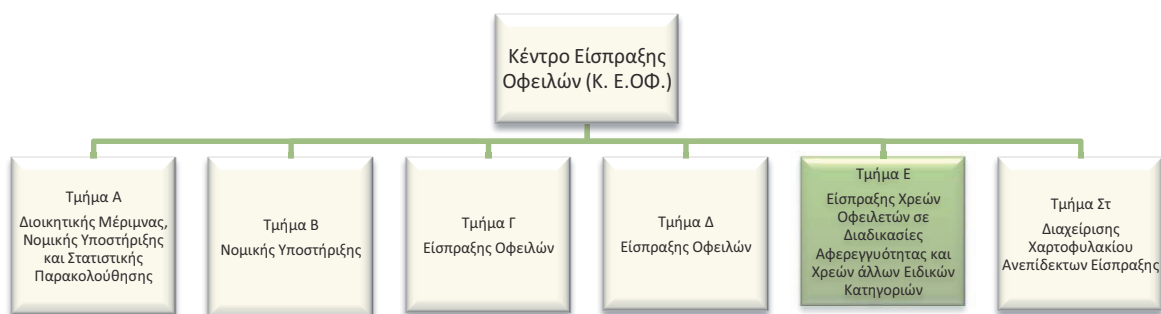 Κέντρο Είσπραξης
Οφειλών (Κ. Ε.ΟΦ.)
Τμήμα Α
Διοικητικής Μέριμνας,
Νομικής Υποστήριξης
και Στατιστικής
Παρακολούθησης
Τμήμα Β
Νομικής Υποστήριξης
Τμήμα Γ
Είσπραξης Οφειλών
Τμήμα Δ
Είσπραξης Οφειλών
Τμήμα Ε
Είσπραξης Χρεών
Οφειλετών σε
Διαδικασίες
Αφερεγγυότητας και
Χρεών άλλων Ειδικών
Κατηγοριών
Τμήμα Στ
Διαχείρισης
Χαρτοφυλακίου
Ανεπίδεκτων Είσπραξης